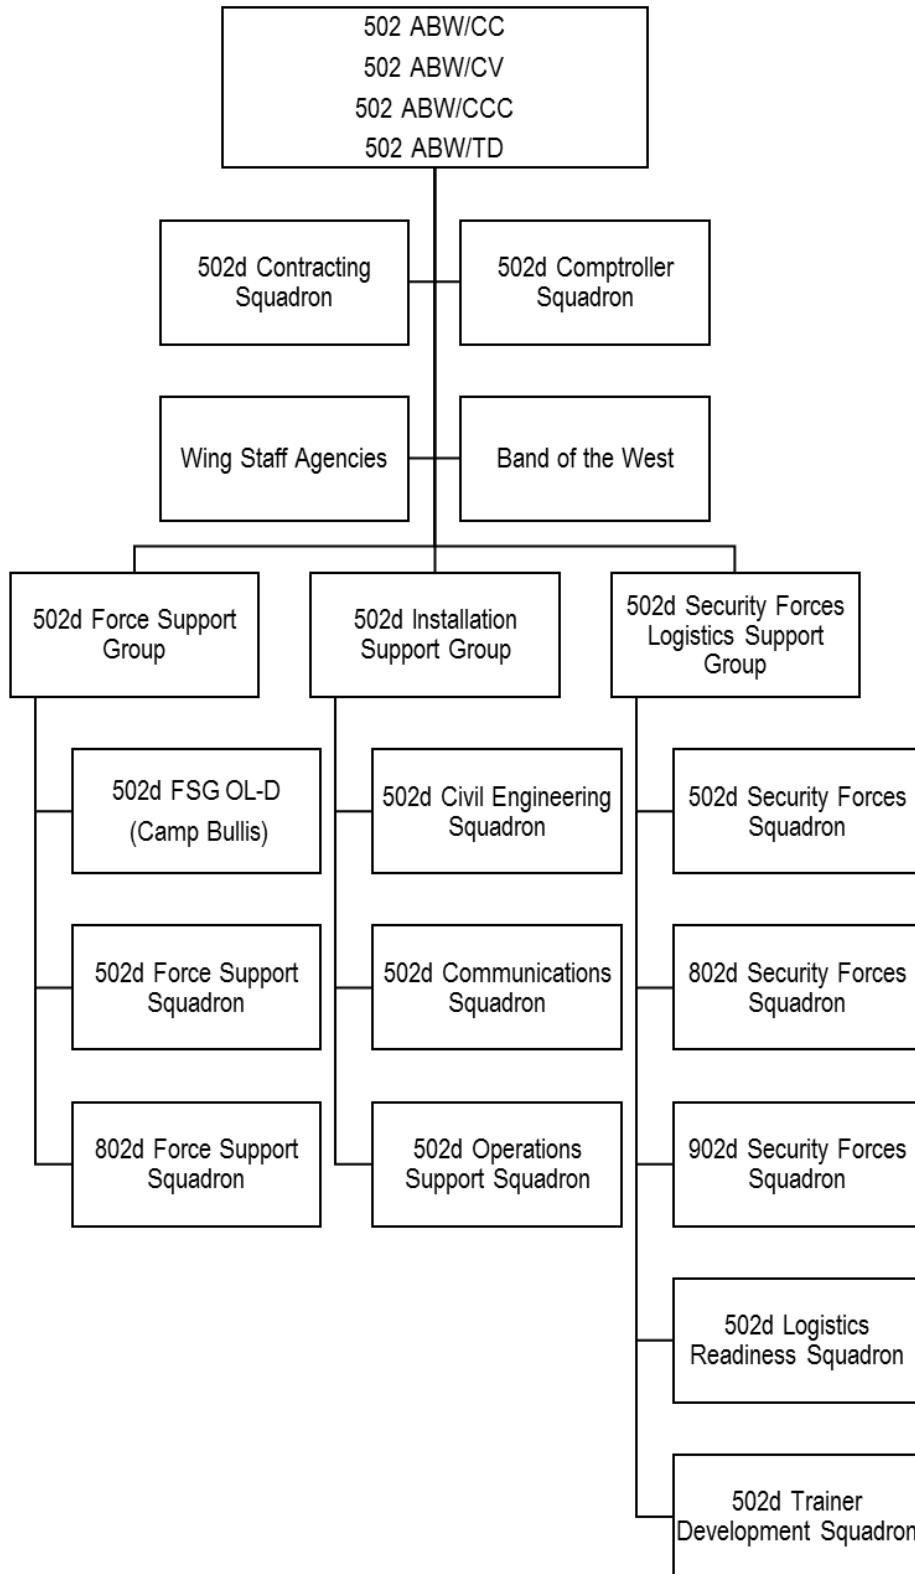 502 ABW/CC
502 ABW/CV
502 ABW/CCC
502 ABW/TD
502d Contracting
Squadron
502d Comptroller
Squadron
Wing Staff Agencies
Band of the West
502d Force Support
Group
502d Installation
Support Group
502d Security Forces
Logistics Support
Group
502d FSG OL-D
(Camp Bullis)
502d Civil Engineering
Squadron
502d Security Forces
Squadron
502d Force Support
Squadron
502d Communications
Squadron
802d Security Forces
Squadron
802d Force Support
Squadron
502d Operations
Support Squadron
902d Security Forces
Squadron
502d Logistics
Readiness Squadron
502d Trainer
Development Squadron